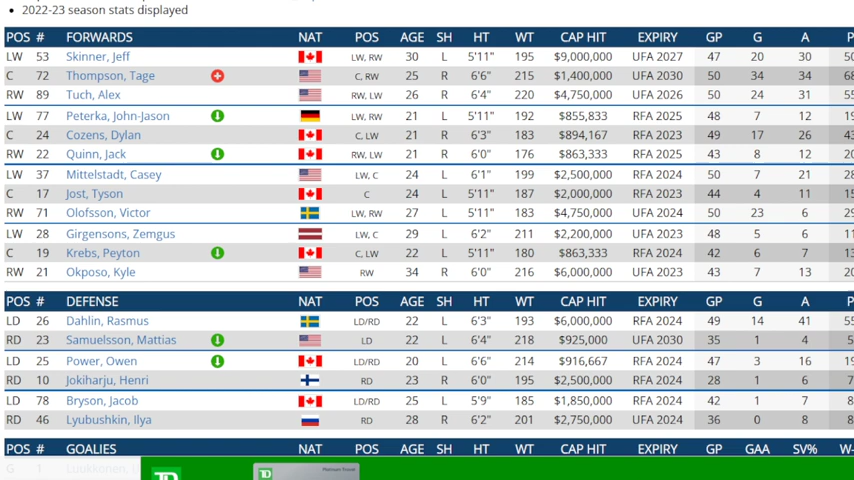 2022-23 season stats displayed
POS # FORWARDS NAT POS AGE SH HT WT CAP HIT EXPIRY GP G A P
LW 53 Skinner, Jeff LW, RW 30 L 5'11" 195 $9,000,000 UFA 2027 47 20 30 50
C 72 Thompson, Tage C, RW 25 R 6'6" 215 $1,400,000 UFA 2030 50 34 34 68
RW 89 Tuch, Alex RW, LW 26 R 6'4" 220 $4,750,000 UFA 2026 50 24 31 55
LW 77 Peterka, John-Jason LW, RW 21 L 5'11" 192 $855,833 RFA 2025 48 7 12
C 24 Cozens, Dylan C, LW 21 R 6'3" 183 $894,167 RFA 2023 49 17 26 43
RW 22 Quinn, Jack RW, LW 21 R 6'0" 176 $863,333 RFA 2025 43 8 12 20
LW 37 Mittelstadt, Casey LW, C 24 L 6'1" 199 $2,500,000 RFA 2024 50 7 21 28
C 17 Jost, Tyson C 24 L 5'11" 187 $2,000,000 RFA 2023 44 4 11 15
RW 71 Olofsson, Victor LW, RW 27 L 5'11" 183 $4,750,000 UFA 2024 50 23 6 29
LW 28 Girgensons, Zemgus LW, C 29 L 6'2" 211 $2,200,000 UFA 2023 48 5 6 11
C 19 Krebs, Peyton C, LW 22 L 5'11" 180 $863,333 RFA 2024 42 6 7 13
RW 21 Okposo, Kyle RW 34 R 6'0" 216 $6,000,000 UFA 2023 43 7 13 20
POS # DEFENSE NAT POS AGE SH HT WT CAP HIT EXPIRY GP G A P
LD 26 Dahlin, Rasmus LD/RD 22 L 6'3" 193 $6,000,000 RFA 2024 49 14 41 55
RD 23 Samuelsson, Mattias LD 22 L 6'4" 218 $925,000 UFA 2030 35 1 4 5
LD 25 Power, Owen LD/RD 20 L 6'6" 214 $916,667 RFA 2024 47 3 16 19
RD 10 Jokiharju, Henri RD 23 R 6'0" 195 $2,500,000 RFA 2024 28 1 6 7
LD 78 Bryson, Jacob LD/RD 25 L 5'9" 185 $1,850,000 RFA 2024 42 1 7 8
RD 46 Lyubushkin, Ilya RD 28 R 6'2" 201 $2,750,000 UFA 2024 36 0 8 8
POS # GOALIES NAT POS AGE SH HT WT CAP HIT EXPIRY GP GAA SV% W-
G 1 Luukkonen, U
TD TD Platinum Travel